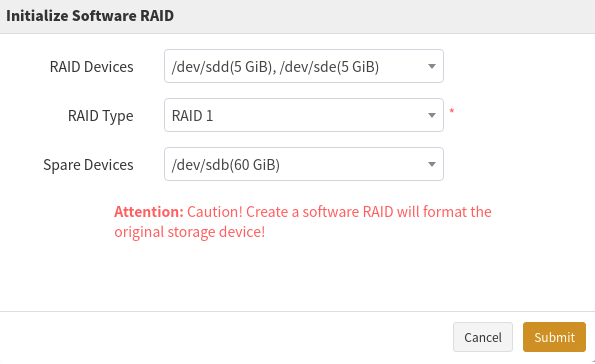 Initialize Software RAID
RAID Devices
/dev/sdd(5 GiB), /dev/sde(5 GiB)
RAID Type
RAID 1
*
Spare Devices
/dev/sdb(60 GiB)
Attention: Caution! Create a software RAID will format the
original storage device!
Cancel
Submit